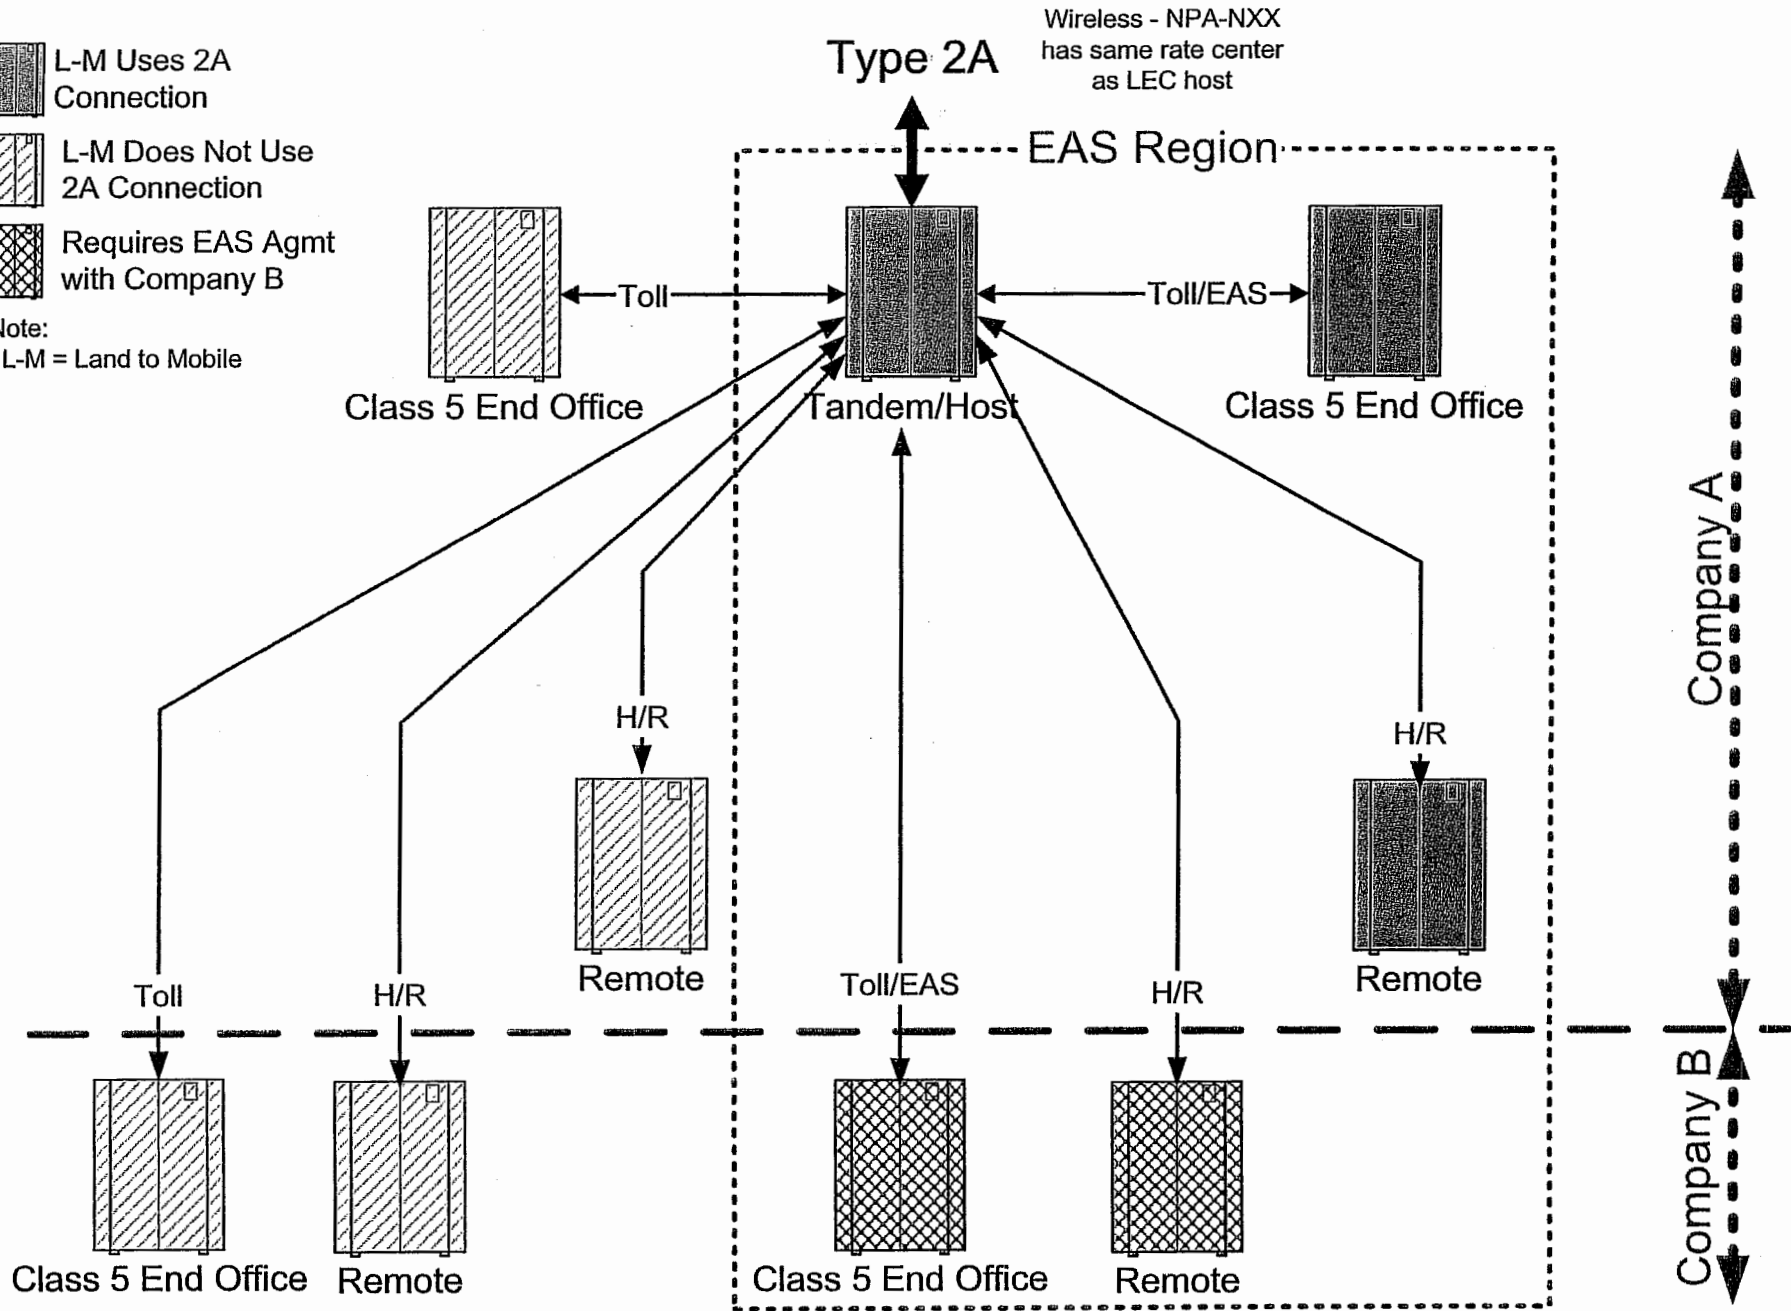 Wireless - NPA-NXX
has same rate center
as LEC host
Type 2A
L-M Uses 2A
Connection
L-M Does Not Use
2A Connection
Requires EAS Agmt
with Company B
Note:
L-M = Land to Mobile
EAS Region
Toll
Toll/EAS
Class 5 End Office
Tandem/Host
Class 5 End Office
Company A
H/R
H/R
Remote
Remote
Toll
H/R
Toll/EAS
H/R
Company B
Class 5 End Office
Remote
Class 5 End Office
Remote